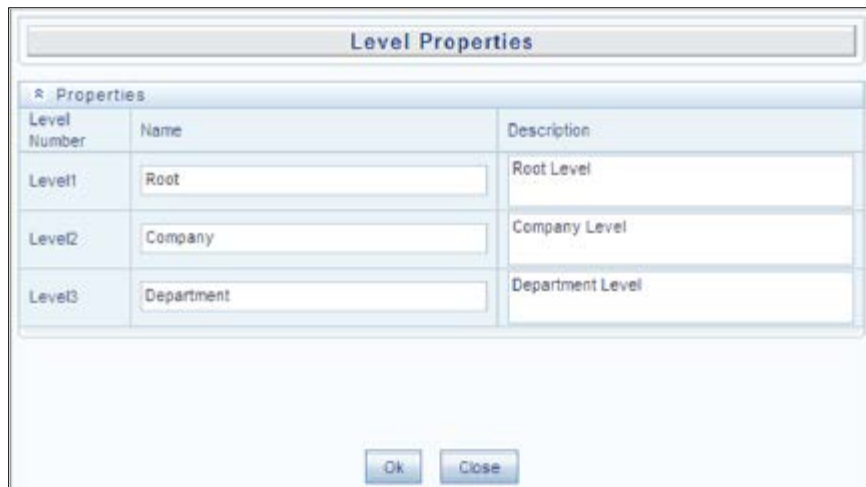 Level Properties
Properties
Level
Number
Name
Description
Level1
Root
Root Level
Level2
Company
Company Level
Level3
Department
Department Level
Ok
Close